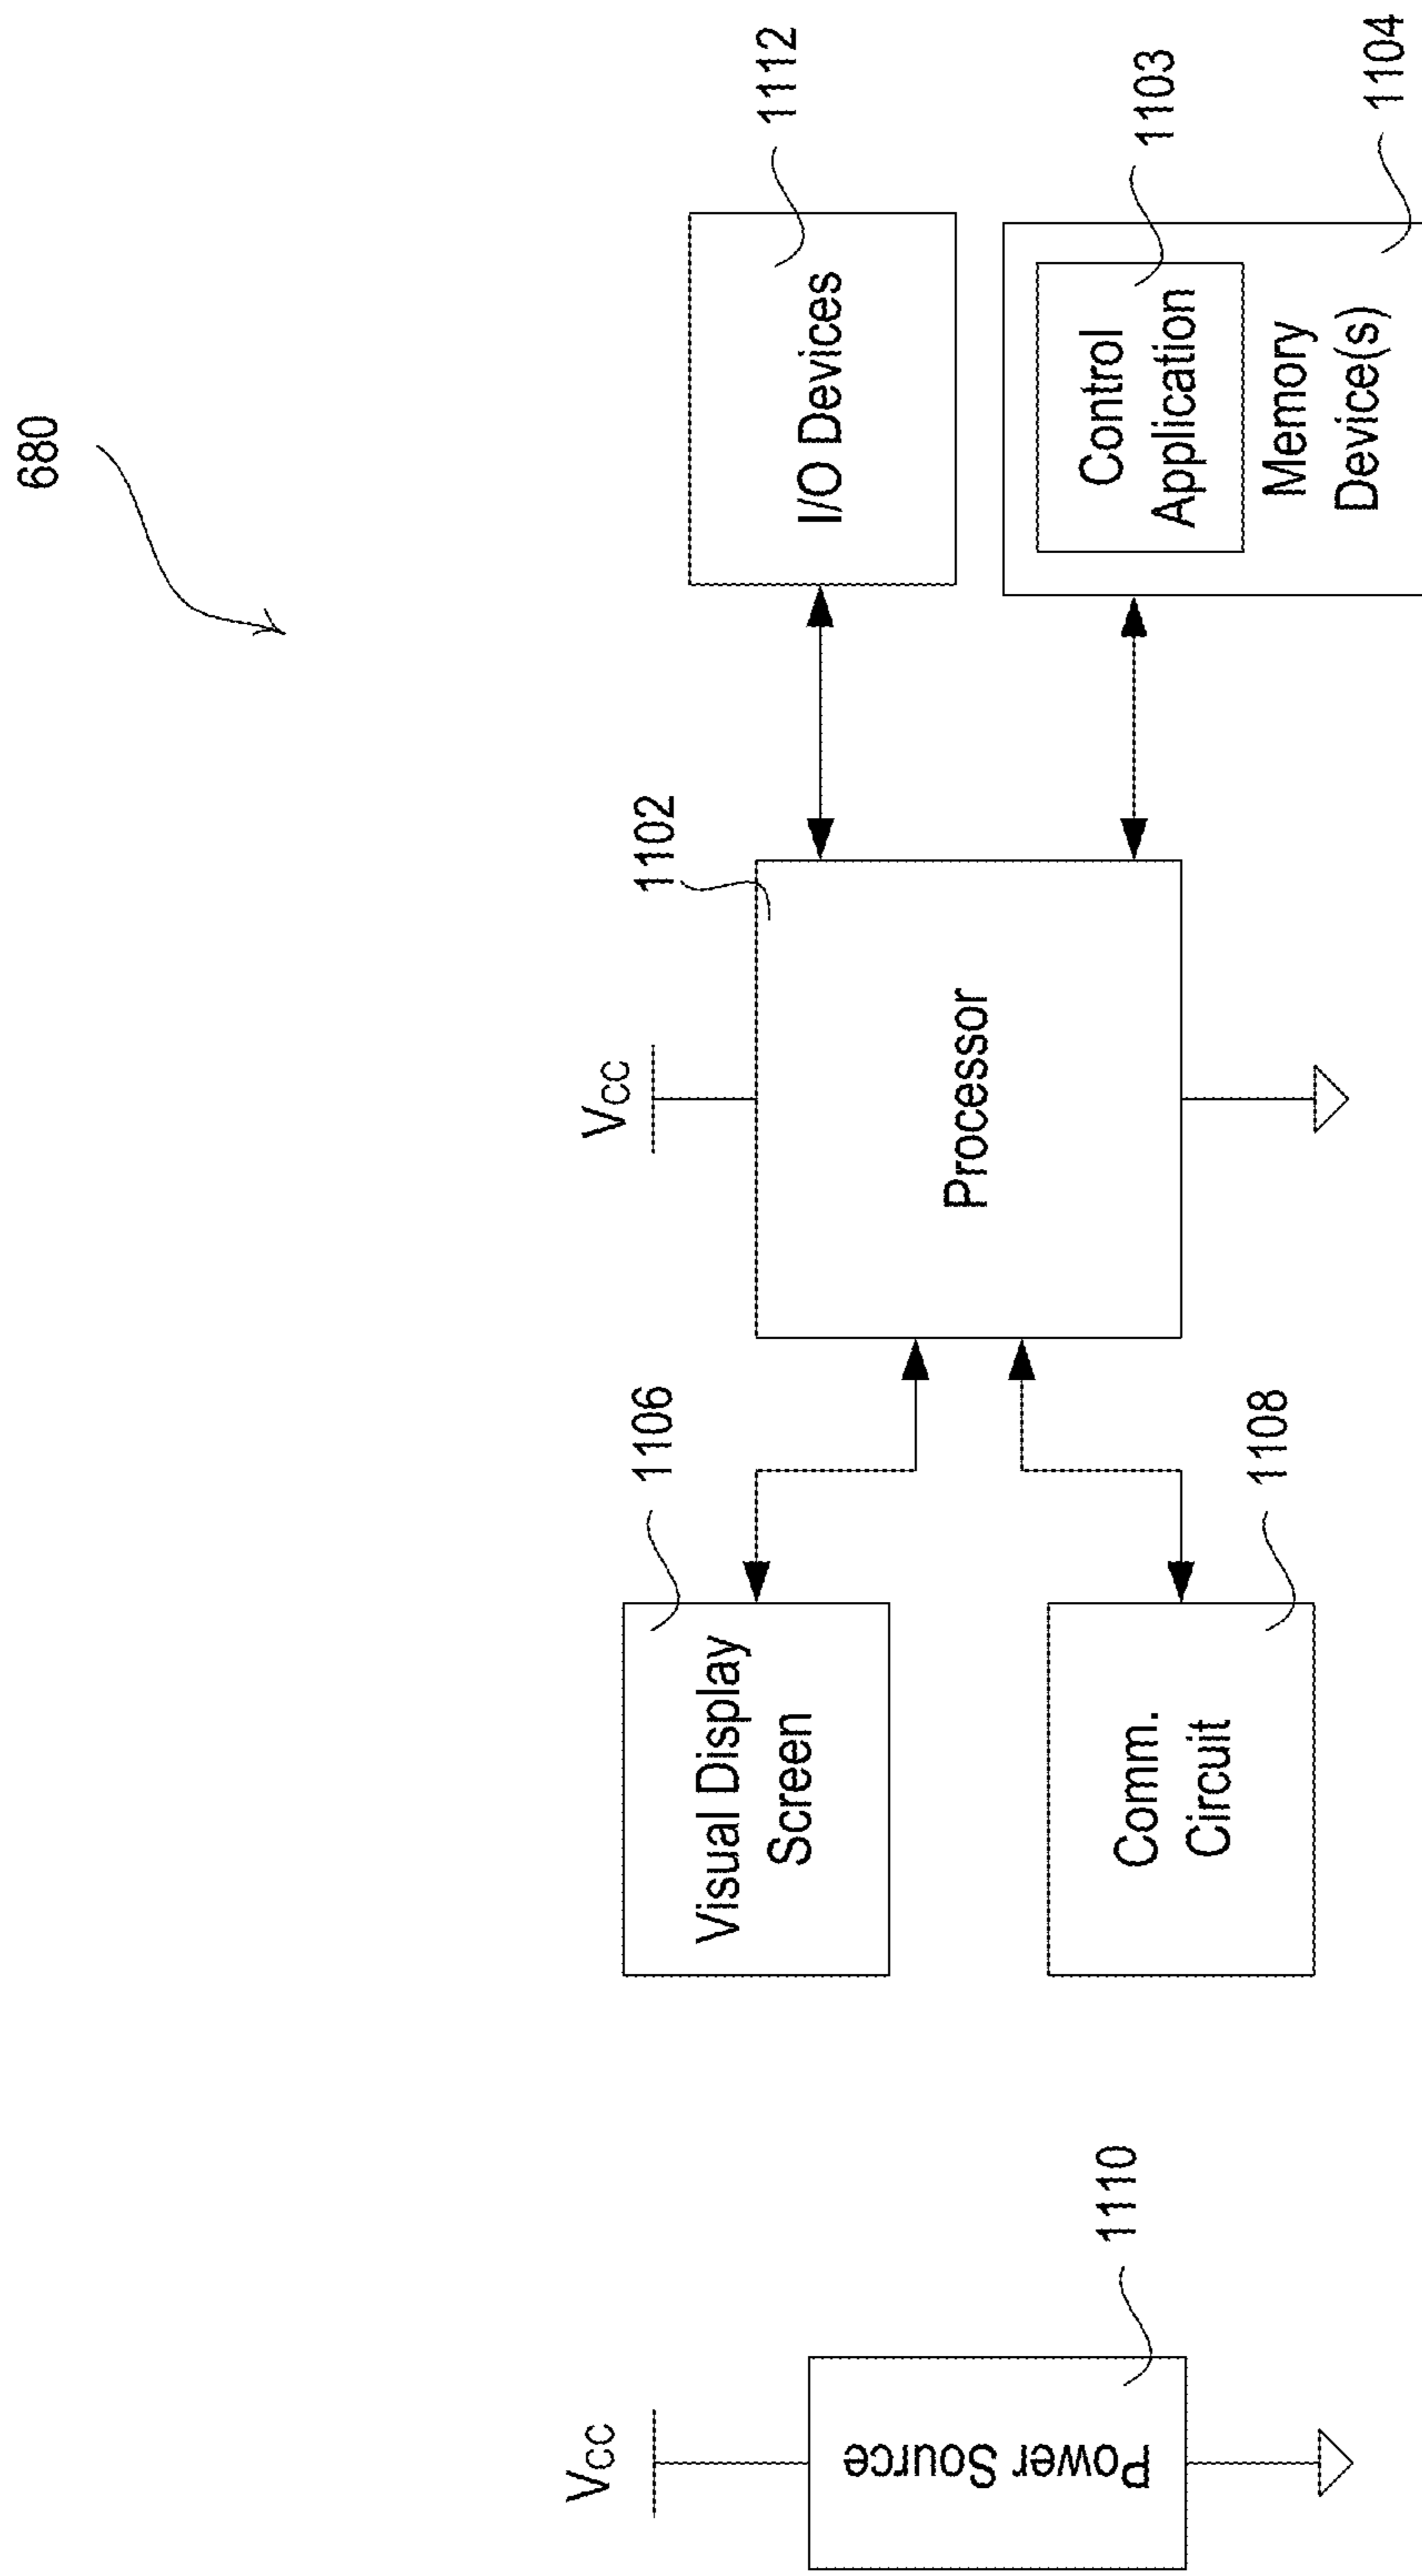 680
Vcc
Power Source
1110
Visual Display
Screen
1106
Comm.
Circuit
1108
Vcc
Processor
1102
I/O Devices
1112
Control
Application
1103
Memory
Device(s)
1104